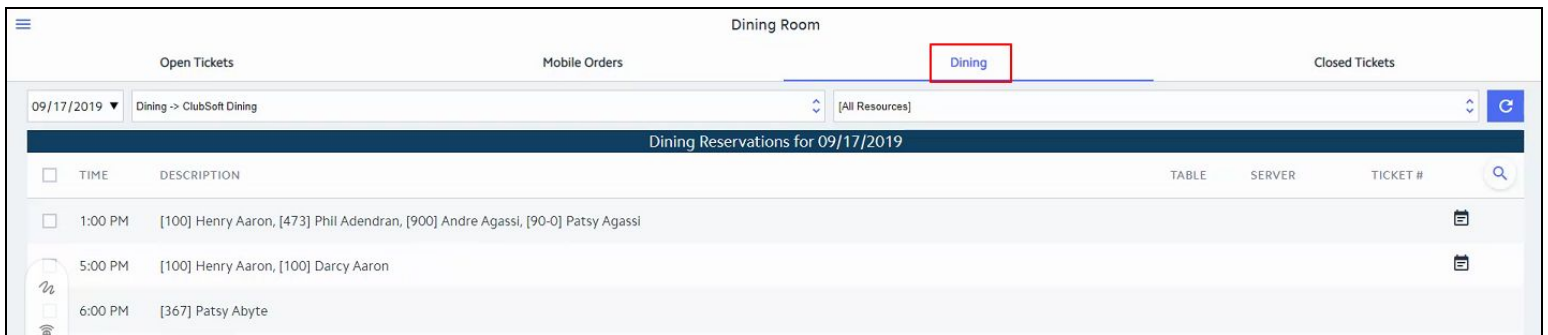 Dining Room
Open Tickets Mobile Orders Dining Closed Tickets
09/17/2019 Dining -> ClubSoft Dining [All Resources]
Dining Reservations for 09/17/2019
TIME DESCRIPTION TABLE SERVER TICKET #
1:00 PM [100] Henry Aaron, [473] Phil Adendran, [900] Andre Agassi, [90-0] Patsy Agassi
5:00 PM [100] Henry Aaron, [100] Darcy Aaron
6:00 PM [367] Patsy Abyte